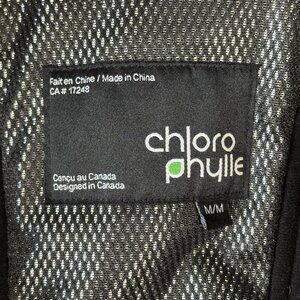 Fait en Chine / Made in China
CA # 17248
chloro
phylle
Conçu au Canada
Designed in Canada
M/M